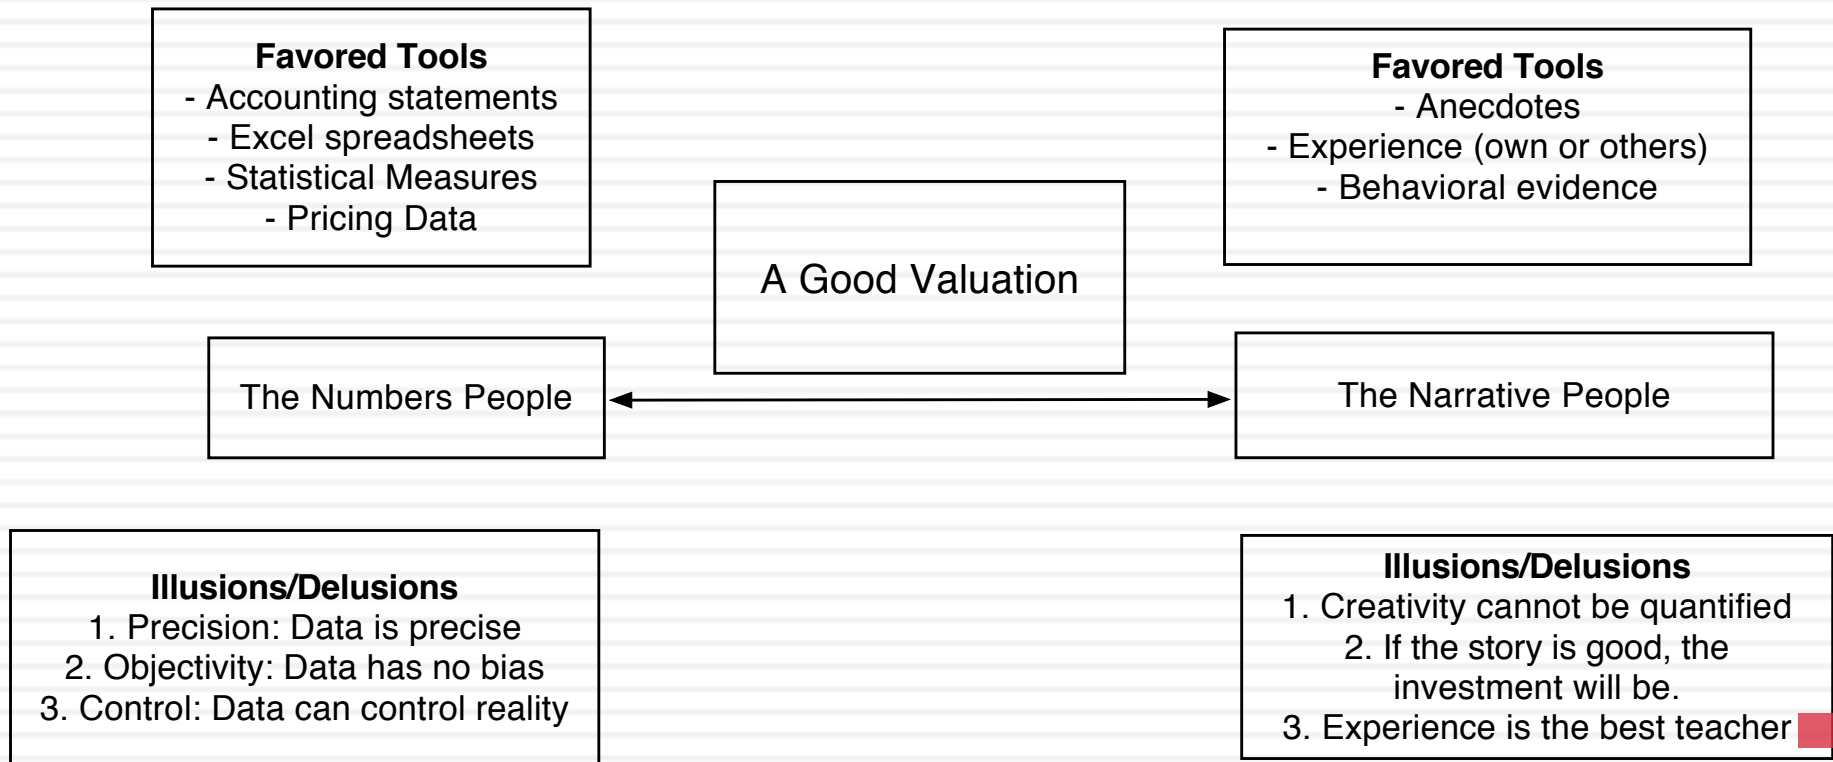 Favored Tools
- Accounting statements
- Excel spreadsheets
- Statistical Measures
- Pricing Data
Favored Tools
- Anecdotes
- Experience (own or others)
- Behavioral evidence
A Good Valuation
The Numbers People
The Narrative People
Illusions/Delusions
1. Precision: Data is precise
2. Objectivity: Data has no bias
3. Control: Data can control reality
Illusions/Delusions
1. Creativity cannot be quantified
2. If the story is good, the
investment will be.
3. Experience is the best teacher